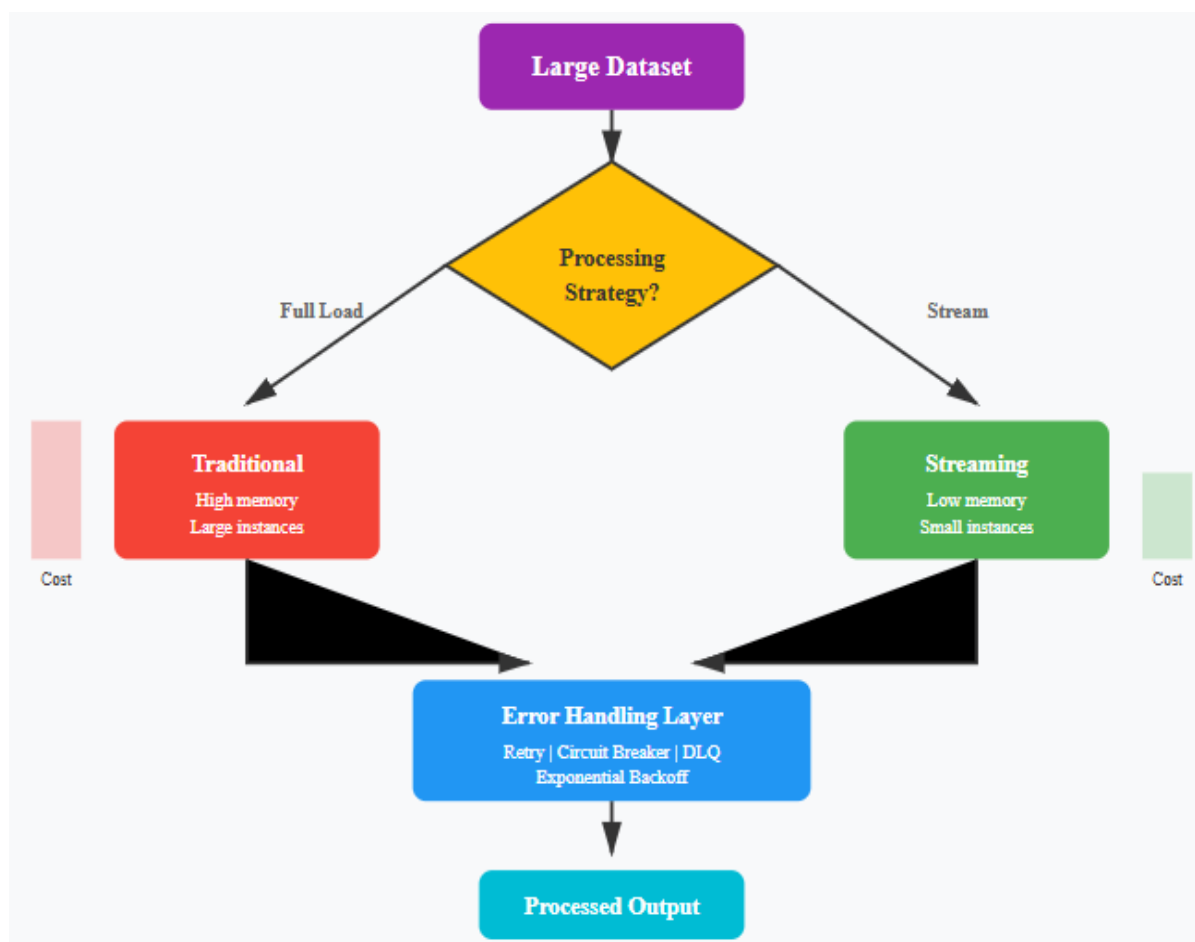 Large Dataset
Processing
Strategy?
Full Load
Stream
Traditional
High memory
Large instances
Cost
Streaming
Low memory
Small instances
Cost
Error Handling Layer
Retry | Circuit Breaker | DLQ
Exponential Backoff
Processed Output